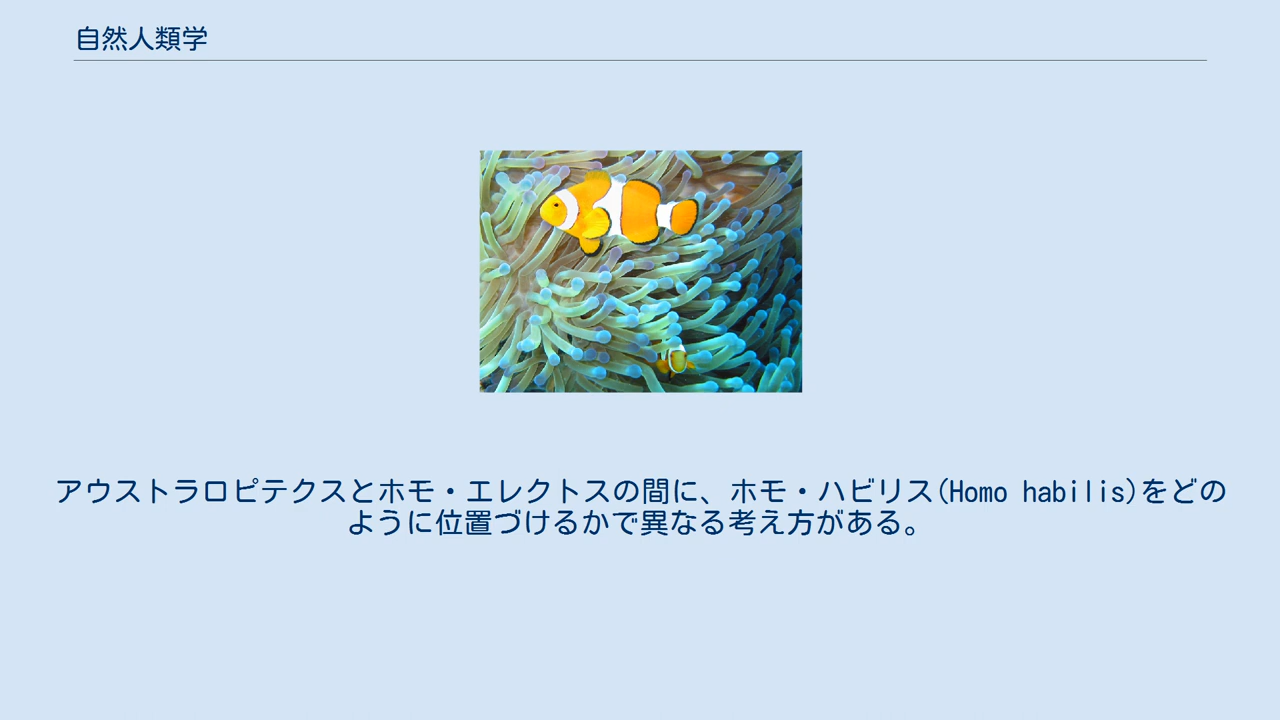 自然人類学
アウストラロピテクスとホモ・エレクトスの間に、ホモ・ハビリス(Homo habilis)をどの
ように位置づけるかで異なる考え方がある。